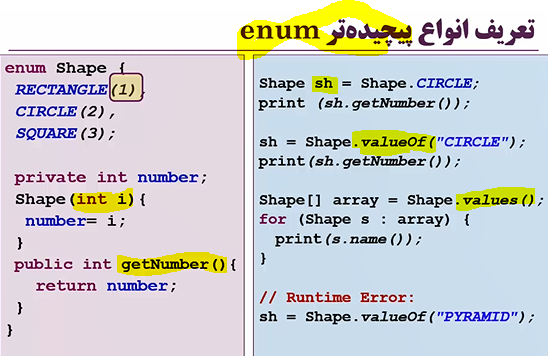 تعریف انواع پیچیده‌تر enum
enum Shape {
RECTANGLE(1),
CIRCLE(2),
SQUARE(3);
private int number;
Shape(int i){
number= i;
}
public int getNumber(){
return number;
}
}
Shape sh = Shape.CIRCLE;
print (sh.getNumber());
sh = Shape.valueOf("CIRCLE");
print(sh.getNumber());
Shape[] array = Shape.values();
for (Shape s : array) {
print(s.name());
}
// Runtime Error:
sh = Shape.valueOf("PYRAMID");